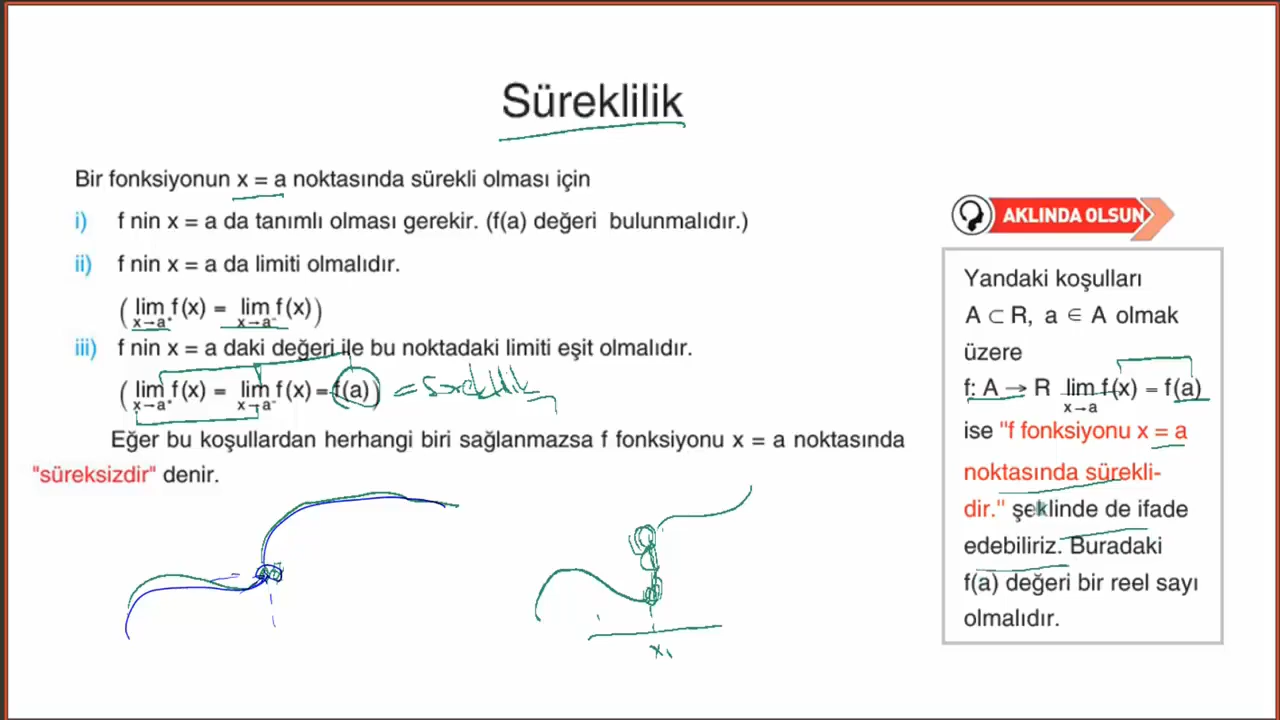 Süreklilik
Bir fonksiyonun x = a noktasında sürekli olması için
i) f nin x = a da tanımlı olması gerekir. (f(a) değeri bulunmalıdır.)
ii) f nin x = a da limiti olmalıdır.
(lim f(x) = lim f(x))
x→a⁺ x→a⁻
iii) f nin x = a daki değeri ile bu noktadaki limiti eşit olmalıdır.
(lim f(x) = lim f(x) = f(a)) = Süreklilik
x→a⁺ x→a⁻
Eğer bu koşullardan herhangi biri sağlanmazsa f fonksiyonu x = a noktasında
"süreksizdir" denir.
x₁
AKLINDA OLSUN
Yandaki koşulları
A ⊂ R, a ∈ A olmak
üzere
f: A → R lim f(x) = f(a)
x→a
ise "f fonksiyonu x = a
noktasında sürekli-
dir." şeklinde de ifade
edebiliriz. Buradaki
f(a) değeri bir reel sayı
olmalıdır.